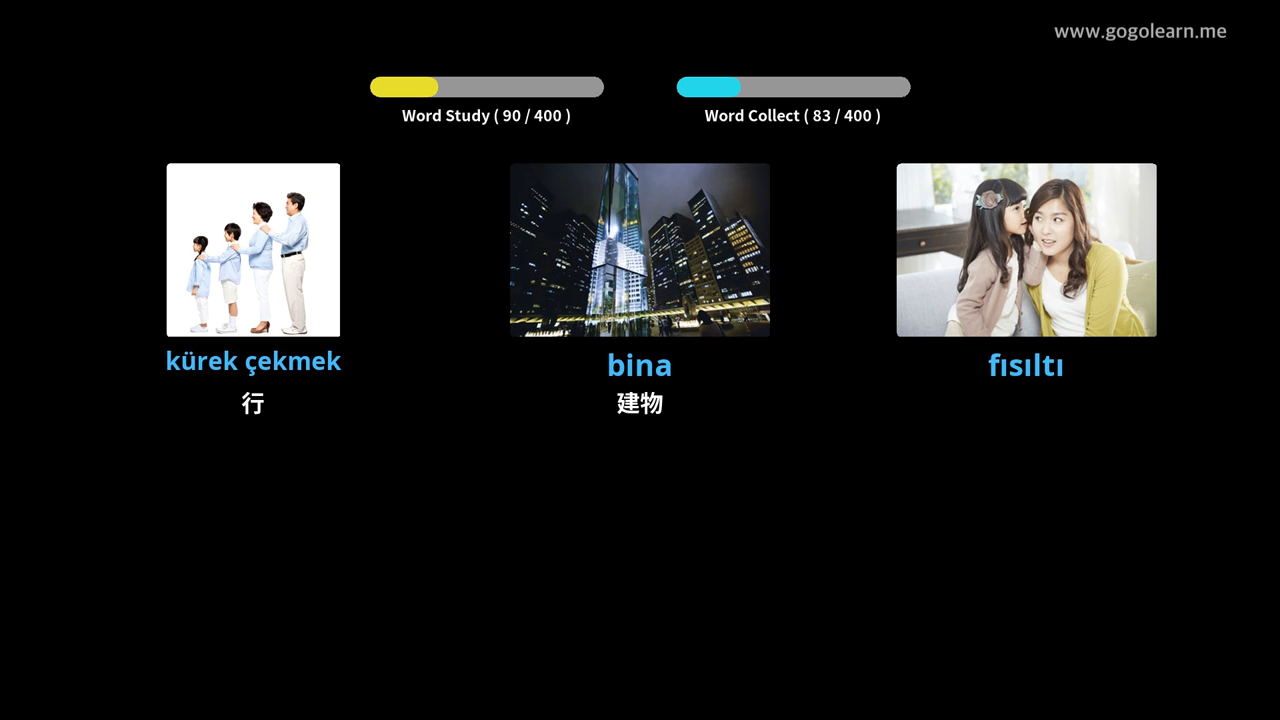 www.gogolearn.me
Word Study ( 90 / 400 )
Word Collect ( 83 / 400 )
kürek çekmek
行
bina
建物
fısıltı